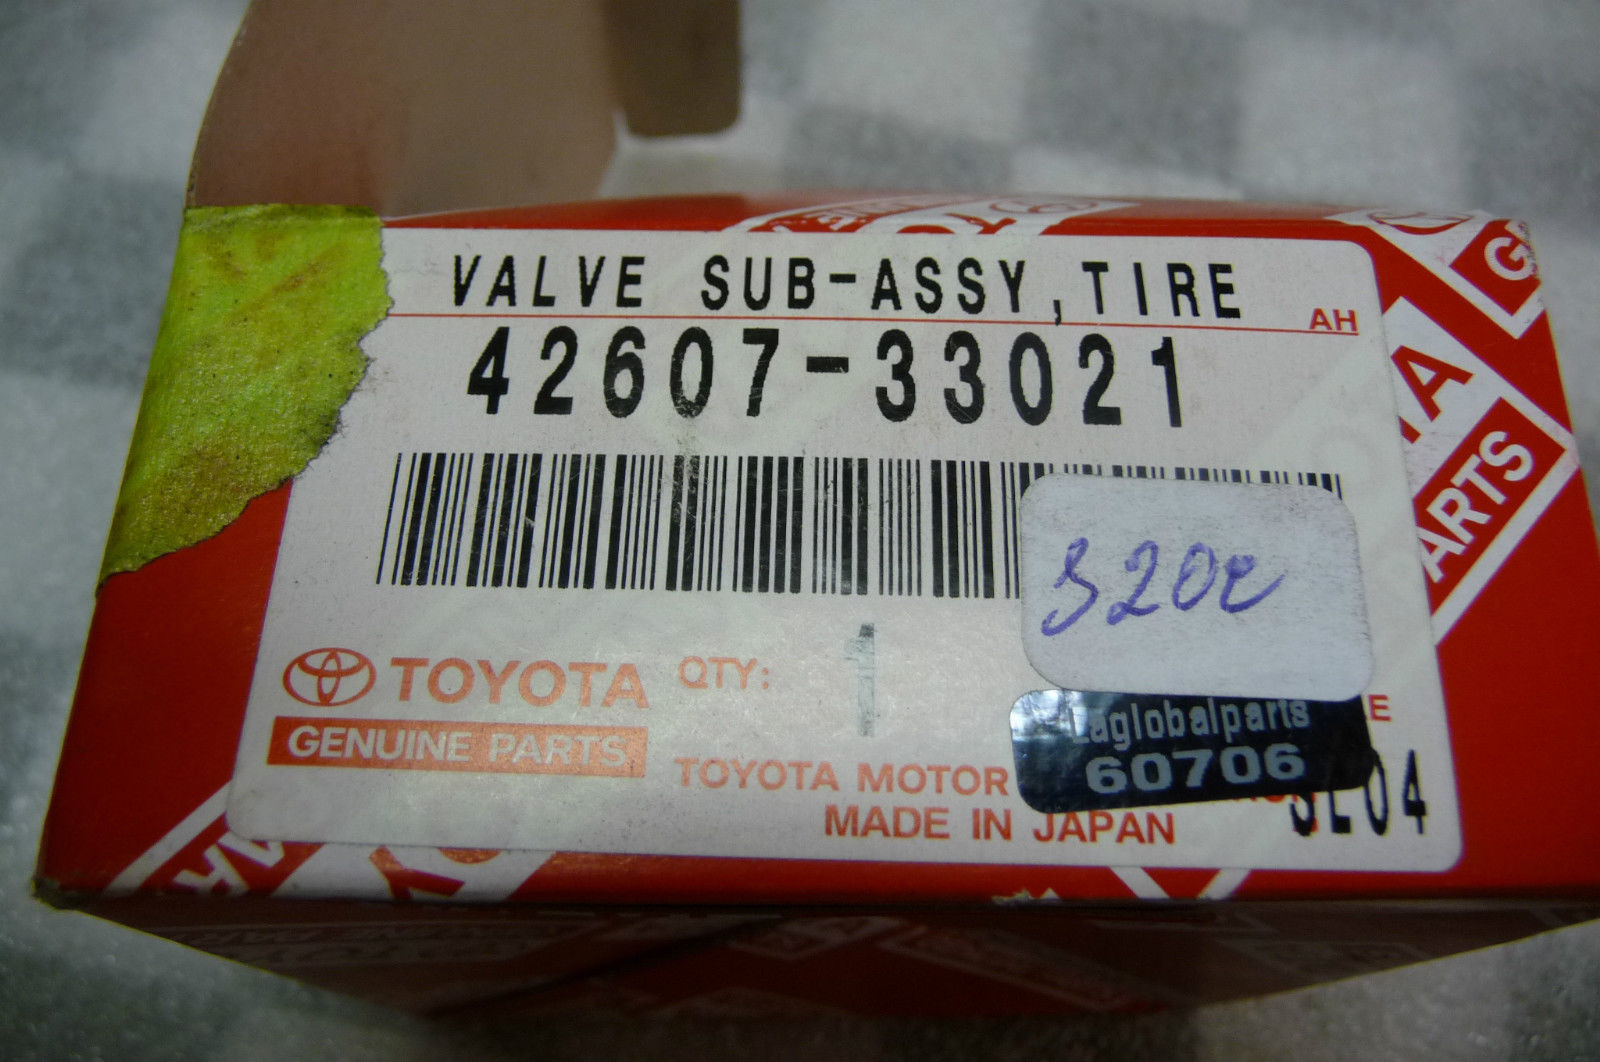 VALVE SUB-ASSY,TIRE
AH
42607-33021
320e
TOYOTA
QTY: 1
GENUINE PARTS
Laglobalparts
60706
TOYOTA MOTOR
MADE IN JAPAN
ARTS